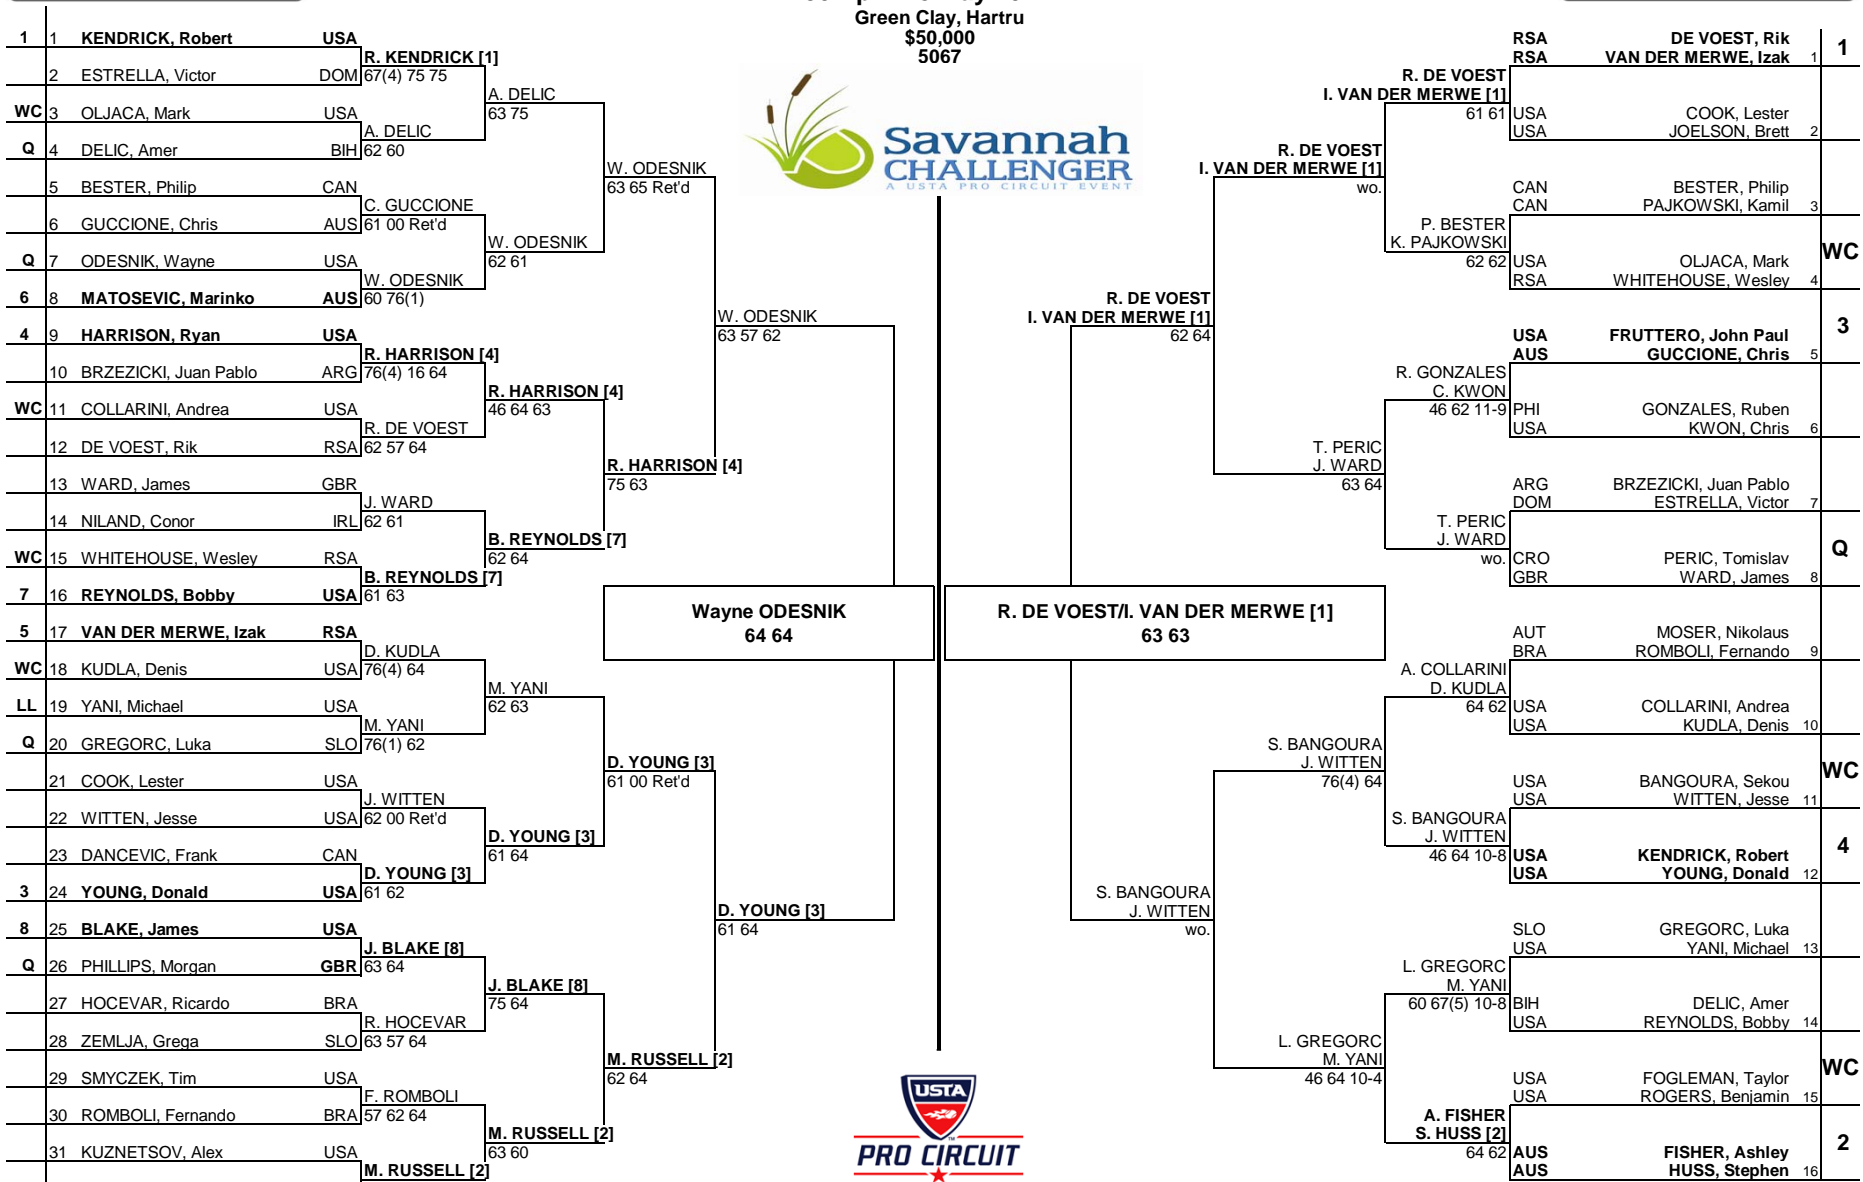 Green Clay, Hartru
$50,000
5067
Savannah
CHALLENGER
A USTA PRO CIRCUIT EVENT
1 1 KENDRICK, Robert USA
2 ESTRELLA, Victor DOM
WC 3 OLJACA, Mark USA
Q 4 DELIC, Amer BIH
5 BESTER, Philip CAN
6 GUCCIONE, Chris AUS
Q 7 ODESNIK, Wayne USA
6 8 MATOSEVIC, Marinko AUS
4 9 HARRISON, Ryan USA
10 BRZEZICKI, Juan Pablo ARG
WC 11 COLLARINI, Andrea USA
12 DE VOEST, Rik RSA
13 WARD, James GBR
14 NILAND, Conor IRL
WC 15 WHITEHOUSE, Wesley RSA
7 16 REYNOLDS, Bobby USA
5 17 VAN DER MERWE, Izak RSA
WC 18 KUDLA, Denis USA
LL 19 YANI, Michael USA
Q 20 GREGORC, Luka SLO
21 COOK, Lester USA
22 WITTEN, Jesse USA
23 DANCEVIC, Frank CAN
3 24 YOUNG, Donald USA
8 25 BLAKE, James USA
Q 26 PHILLIPS, Morgan GBR
27 HOCEVAR, Ricardo BRA
28 ZEMLJA, Grega SLO
29 SMYCZEK, Tim USA
30 ROMBOLI, Fernando BRA
31 KUZNETSOV, Alex USA
R. KENDRICK [1]
67(4) 75 75
A. DELIC
62 60
C. GUCCIONE
61 00 Ret'd
W. ODESNIK
60 76(1)
R. HARRISON [4]
76(4) 16 64
R. DE VOEST
62 57 64
J. WARD
62 61
B. REYNOLDS [7]
61 63
D. KUDLA
76(4) 64
M. YANI
76(1) 62
J. WITTEN
62 00 Ret'd
D. YOUNG [3]
61 62
J. BLAKE [8]
63 64
R. HOCEVAR
63 57 64
F. ROMBOLI
57 62 64
M. RUSSELL [2]
A. DELIC
63 75
W. ODESNIK
62 61
R. HARRISON [4]
46 64 63
B. REYNOLDS [7]
62 64
M. YANI
62 63
D. YOUNG [3]
61 64
J. BLAKE [8]
75 64
M. RUSSELL [2]
63 60
W. ODESNIK
63 65 Ret'd
R. HARRISON [4]
75 63
D. YOUNG [3]
61 00 Ret'd
M. RUSSELL [2]
62 64
W. ODESNIK
63 57 62
D. YOUNG [3]
61 64
Wayne ODESNIK
64 64
R. DE VOEST/I. VAN DER MERWE [1]
63 63
R. DE VOEST
I. VAN DER MERWE [1]
62 64
S. BANGOURA
J. WITTEN
wo.
R. DE VOEST
I. VAN DER MERWE [1]
wo.
T. PERIC
J. WARD
63 64
S. BANGOURA
J. WITTEN
76(4) 64
L. GREGORC
M. YANI
46 64 10-4
R. DE VOEST
I. VAN DER MERWE [1]
61 61
P. BESTER
K. PAJKOWSKI
62 62
R. GONZALES
C. KWON
46 62 11-9
T. PERIC
J. WARD
wo.
A. COLLARINI
D. KUDLA
64 62
S. BANGOURA
J. WITTEN
46 64 10-8
L. GREGORC
M. YANI
60 67(5) 10-8
A. FISHER
S. HUSS [2]
64 62
RSA DE VOEST, Rik
RSA VAN DER MERWE, Izak 1 1
USA COOK, Lester
USA JOELSON, Brett 2
CAN BESTER, Philip
CAN PAJKOWSKI, Kamil 3
WC
USA OLJACA, Mark
RSA WHITEHOUSE, Wesley 4
USA FRUTTERO, John Paul 3
AUS GUCCIONE, Chris 5
PHI GONZALES, Ruben
USA KWON, Chris 6
ARG BRZEZICKI, Juan Pablo
DOM ESTRELLA, Victor 7
Q
CRO PERIC, Tomislav
GBR WARD, James 8
AUT MOSER, Nikolaus
BRA ROMBOLI, Fernando 9
USA COLLARINI, Andrea
USA KUDLA, Denis 10
WC
USA BANGOURA, Sekou
USA WITTEN, Jesse 11
4
USA KENDRICK, Robert
USA YOUNG, Donald 12
SLO GREGORC, Luka
USA YANI, Michael 13
BIH DELIC, Amer
USA REYNOLDS, Bobby 14
WC
USA FOGLEMAN, Taylor
USA ROGERS, Benjamin 15
2
AUS FISHER, Ashley
AUS HUSS, Stephen 16
USTA
PRO CIRCUIT